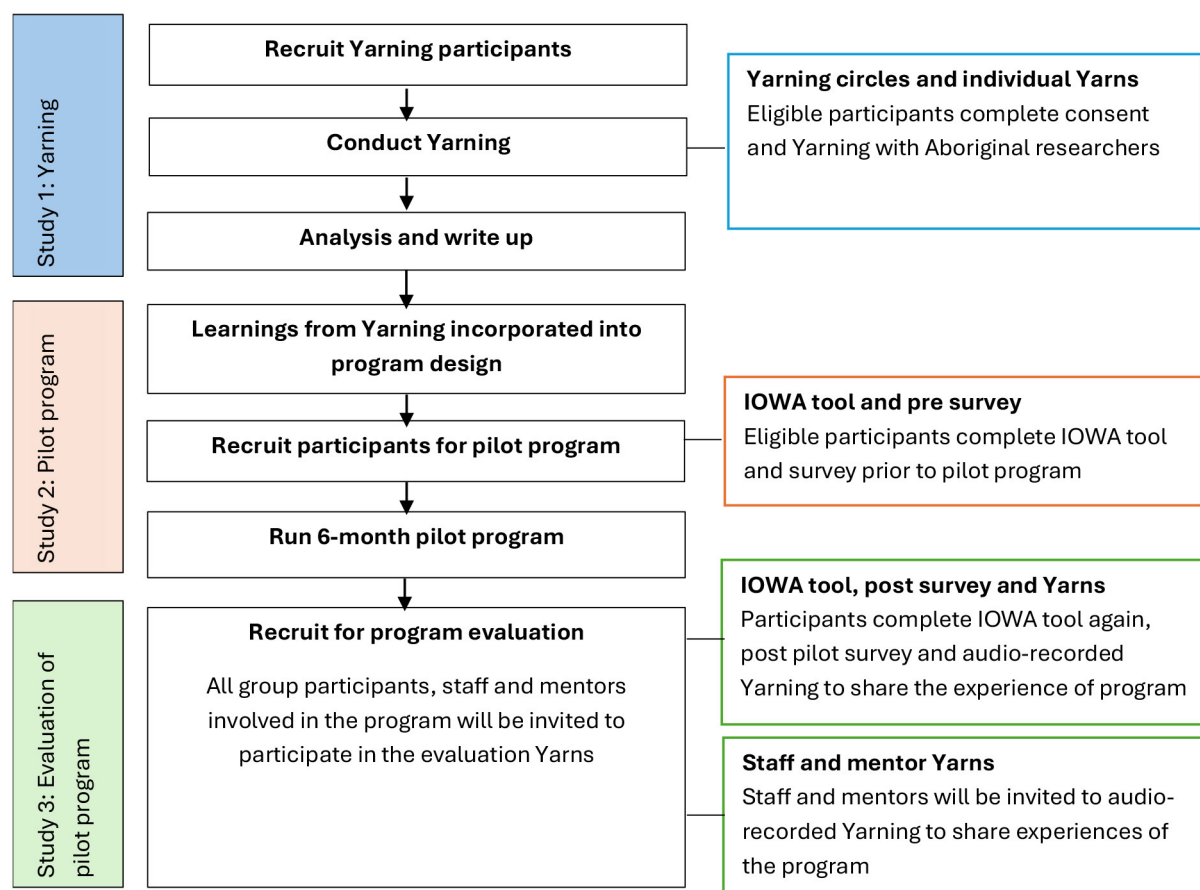 Study 1: Yarning
Recruit Yarning participants
Conduct Yarning
Yarning circles and individual Yarns
Eligible participants complete consent
and Yarning with Aboriginal researchers
Analysis and write up
Study 2: Pilot program
Learnings from Yarning incorporated into
program design
Recruit participants for pilot program
IOWA tool and pre survey
Eligible participants complete IOWA tool
and survey prior to pilot program
Run 6-month pilot program
Study 3: Evaluation of
pilot program
Recruit for program evaluation
All group participants, staff and mentors
involved in the program will be invited to
participate in the evaluation Yarns
IOWA tool, post survey and Yarns
Participants complete IOWA tool again,
post pilot survey and audio-recorded
Yarning to share the experience of program
Staff and mentor Yarns
Staff and mentors will be invited to audio-
recorded Yarning to share experiences of
the program